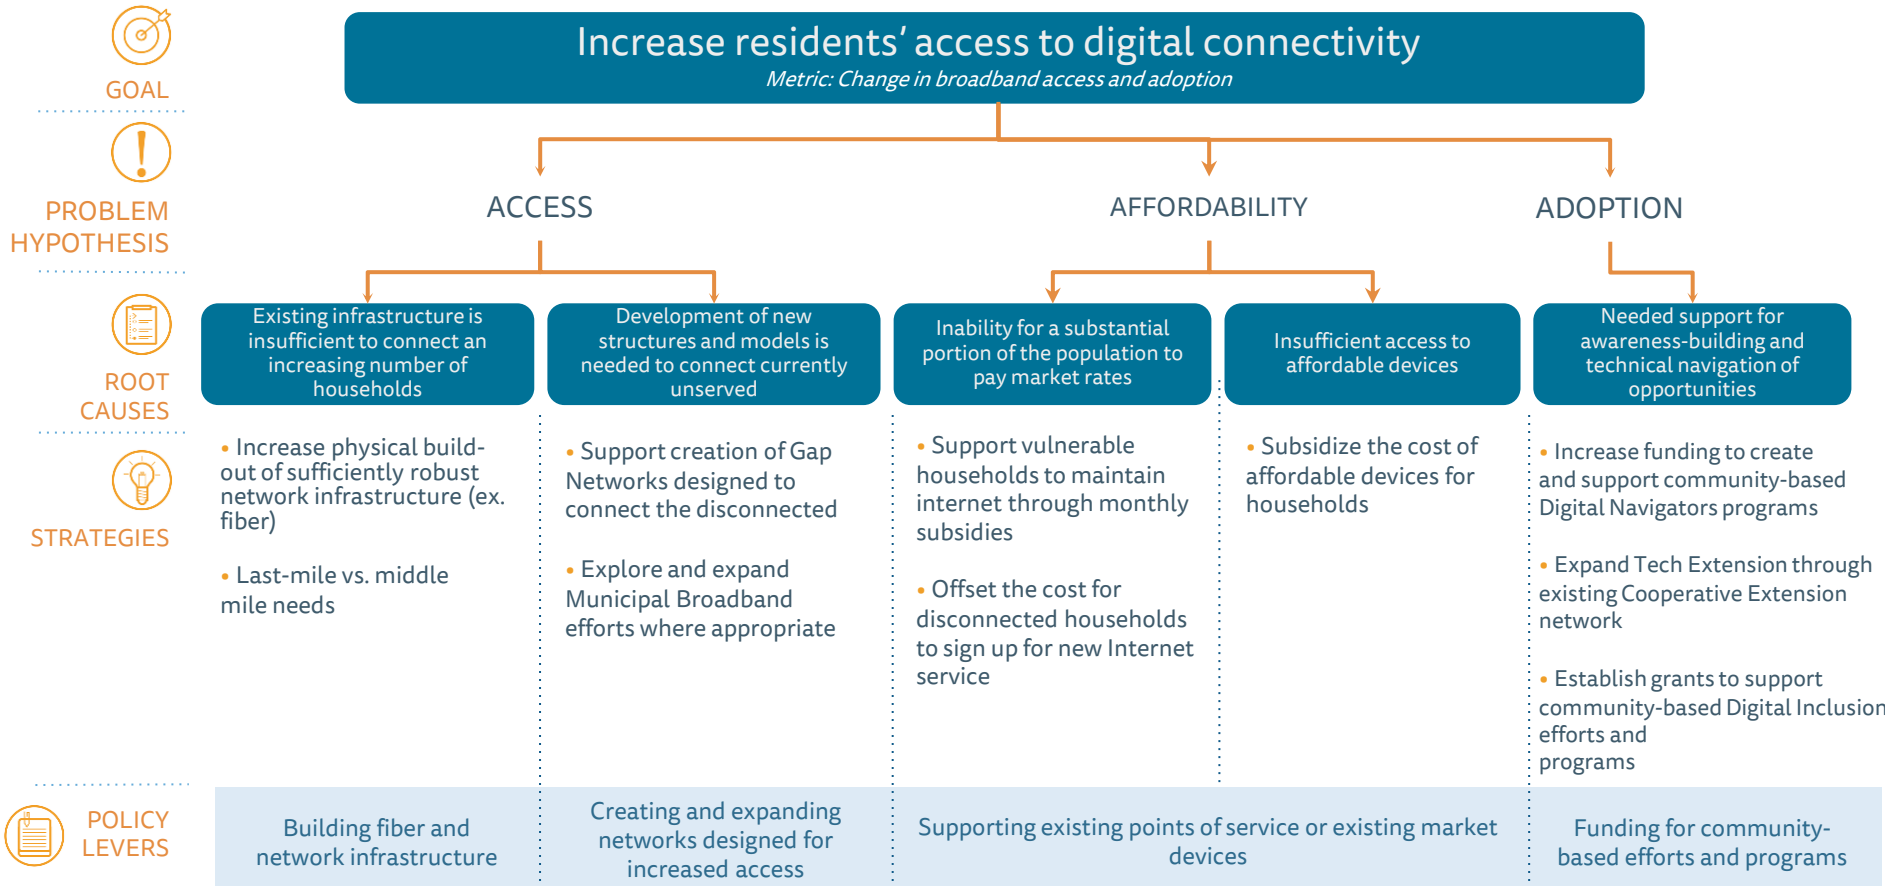 GOAL
Increase residents’ access to digital connectivity
Metric: Change in broadband access and adoption
PROBLEM
HYPOTHESIS
ACCESS
AFFORDABILITY
ADOPTION
ROOT
CAUSES
Existing infrastructure is
insufficient to connect an
increasing number of
households
Development of new
structures and models is
needed to connect currently
unserved
Inability for a substantial
portion of the population to
pay market rates
Insufficient access to
affordable devices
Needed support for
awareness-building and
technical navigation of
opportunities
STRATEGIES
• Increase physical build-
out of sufficiently robust
network infrastructure (ex.
fiber)
• Last-mile vs. middle
mile needs
• Support creation of Gap
Networks designed to
connect the disconnected
• Explore and expand
Municipal Broadband
efforts where appropriate
• Support vulnerable
households to maintain
internet through monthly
subsidies
• Offset the cost for
disconnected households
to sign up for new Internet
service
• Subsidize the cost of
affordable devices for
households
• Increase funding to create
and support community-based
Digital Navigators programs
• Expand Tech Extension through
existing Cooperative Extension
network
• Establish grants to support
community-based Digital Inclusion
efforts and
programs
POLICY
LEVERS
Building fiber and
network infrastructure
Creating and expanding
networks designed for
increased access
Supporting existing points of service or existing market
devices
Funding for community-
based efforts and programs